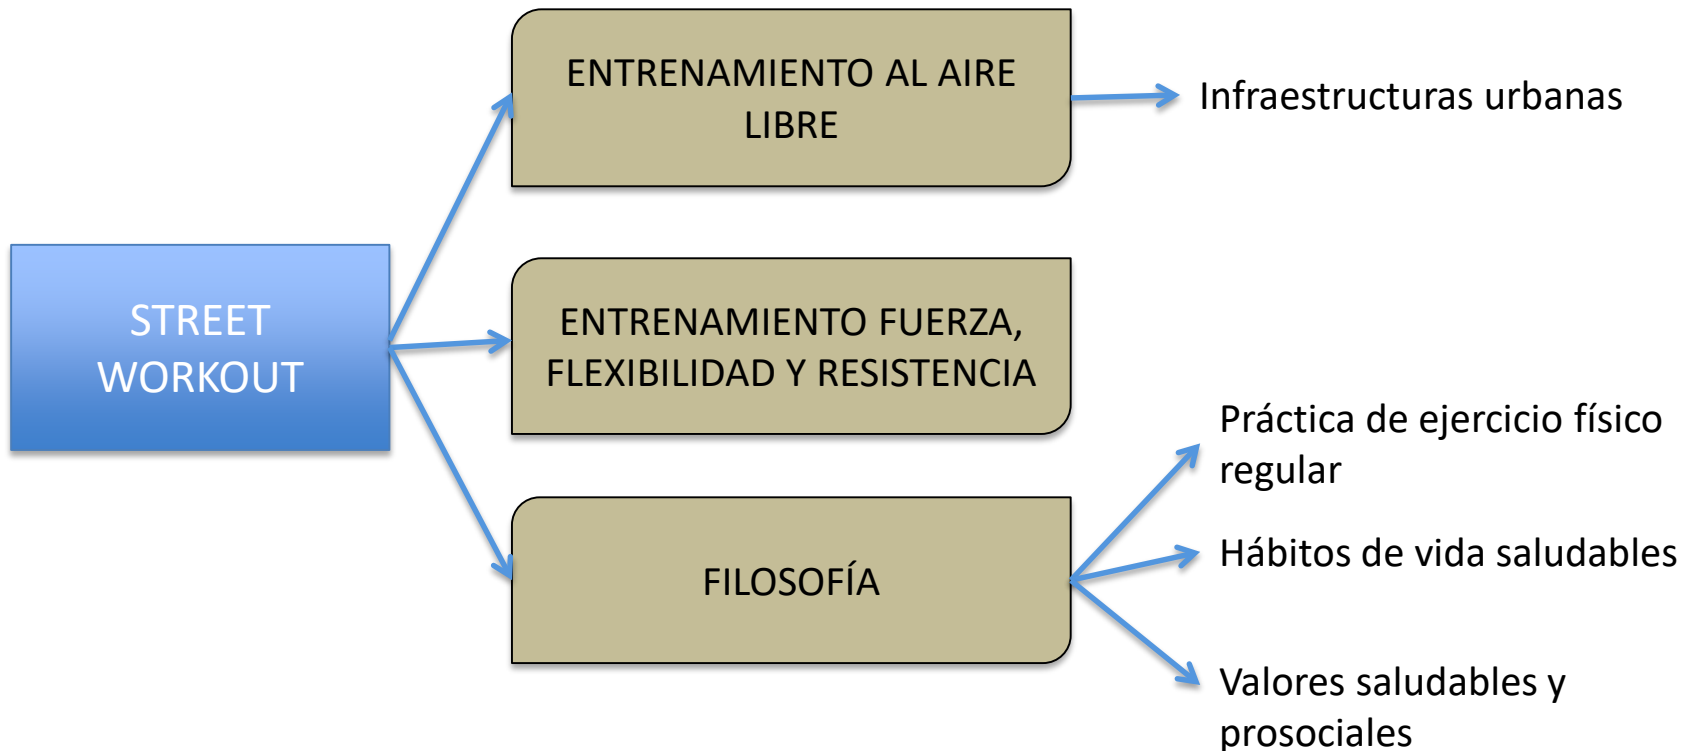 STREET
WORKOUT
ENTRENAMIENTO AL AIRE
LIBRE
Infraestructuras urbanas
ENTRENAMIENTO FUERZA,
FLEXIBILIDAD Y RESISTENCIA
FILOSOFÍA
Práctica de ejercicio físico
regular
Hábitos de vida saludables
Valores saludables y
prosociales